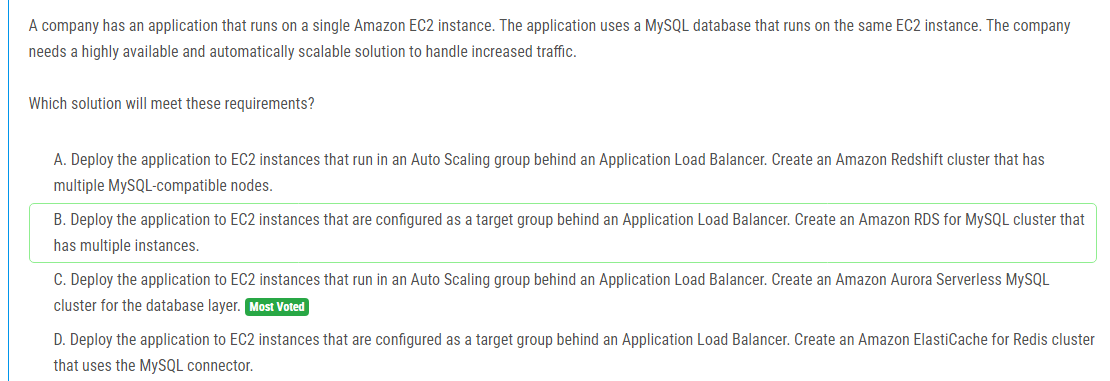 A company has an application that runs on a single Amazon EC2 instance. The application uses a MySQL database that runs on the same EC2 instance. The company
needs a highly available and automatically scalable solution to handle increased traffic.
Which solution will meet these requirements?
A. Deploy the application to EC2 instances that run in an Auto Scaling group behind an Application Load Balancer. Create an Amazon Redshift cluster that has
multiple MySQL-compatible nodes.
B. Deploy the application to EC2 instances that are configured as a target group behind an Application Load Balancer. Create an Amazon RDS for MySQL cluster that
has multiple instances.
C. Deploy the application to EC2 instances that run in an Auto Scaling group behind an Application Load Balancer. Create an Amazon Aurora Serverless MySQL
cluster for the database layer. Most Voted
D. Deploy the application to EC2 instances that are configured as a target group behind an Application Load Balancer. Create an Amazon ElastiCache for Redis cluster
that uses the MySQL connector.